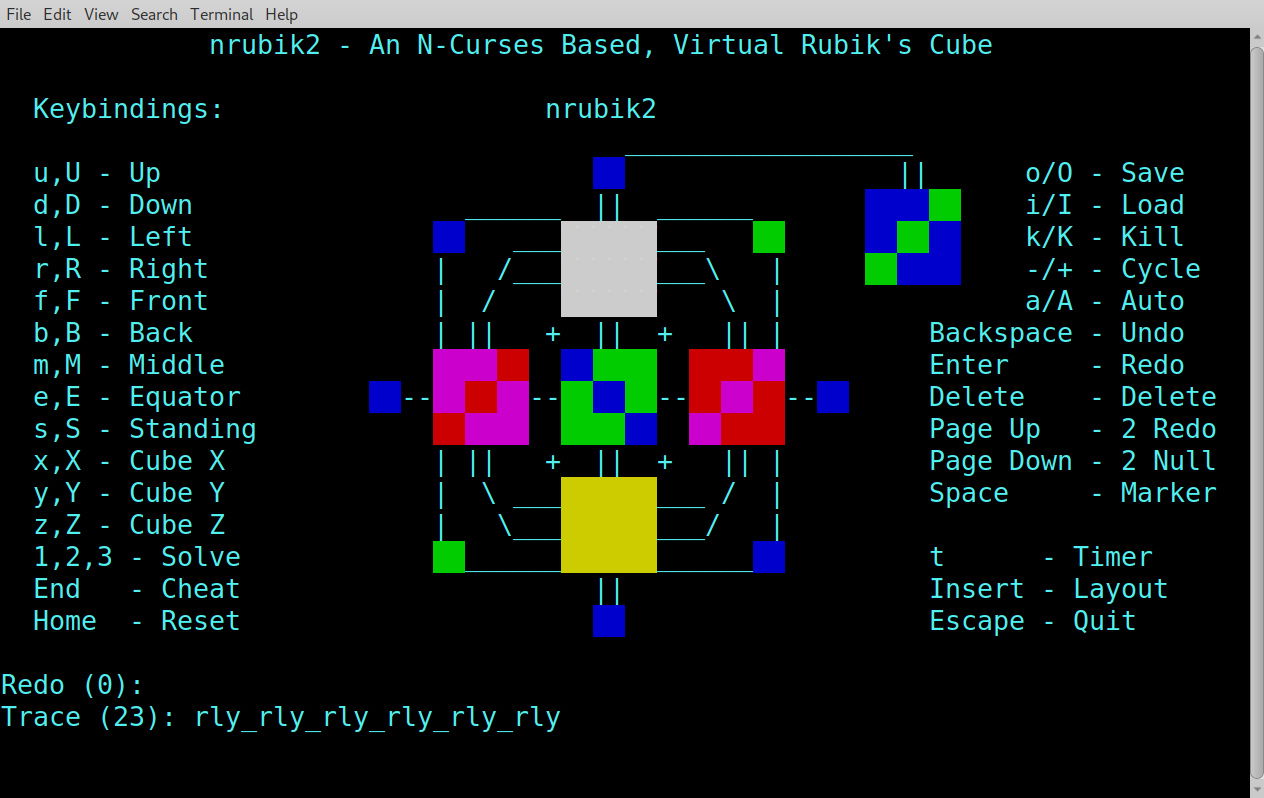 File Edit View Search Terminal Help
nrubik2 - An N-Curses Based, Virtual Rubik's Cube
Keybindings: nrubik2
u,U - Up o/O - Save
d,D - Down i/I - Load
l,L - Left k/K - Kill
r,R - Right -/+ - Cycle
f,F - Front a/A - Auto
b,B - Back Backspace - Undo
m,M - Middle Enter - Redo
e,E - Equator Delete - Delete
s,S - Standing Page Up - 2 Redo
x,X - Cube X Page Down - 2 Null
y,Y - Cube Y Space - Marker
z,Z - Cube Z
1,2,3 - Solve t - Timer
End - Cheat Insert - Layout
Home - Reset Escape - Quit
Redo (0):
Trace (23): rly_rly_rly_rly_rly_rly